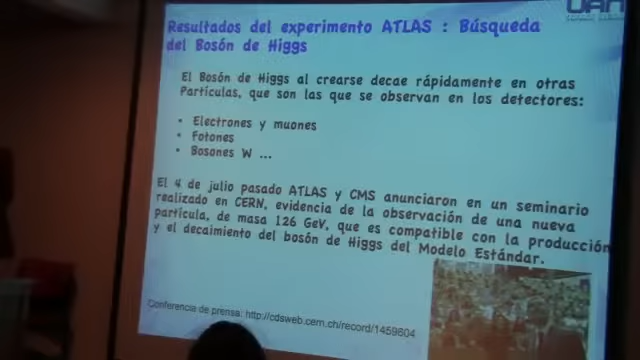 UAN
Resultados del experimento ATLAS : Búsqueda
del Bosón de Higgs
El Bosón de Higgs al crearse decae rápidamente en otras
Partículas, que son las que se observan en los detectores:
• Electrones y muones
• Fotones
• Bosones W ...
El 4 de julio pasado ATLAS y CMS anunciaron en un seminario
realizado en CERN, evidencia de la observación de una nueva
partícula, de masa 126 GeV, que es compatible con la producción
y el decaimiento del bosón de Higgs del Modelo Estándar.
Conferencia de prensa: http://cdsweb.cern.ch/record/1459604